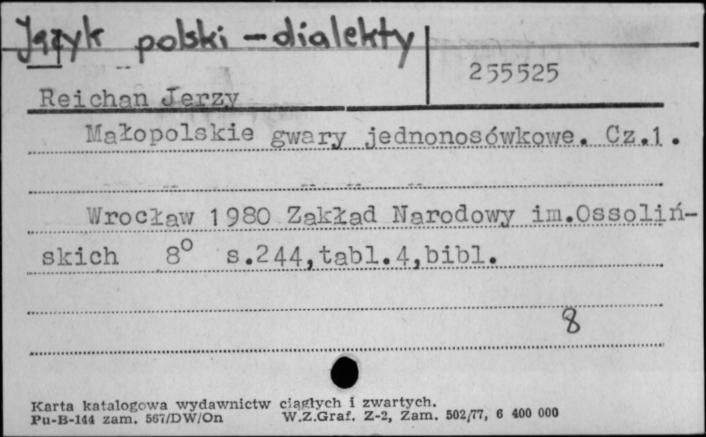 Język polski - dialekty
255525
Reichan Jerzy
Małopolskie gwary jednonosówkowe. Cz.1.
Wrocław 1980 Zakład Narodowy im.Ossoliń-
skich 8° s.244,tabl.4,bibl.
8
Karta katalogowa wydawnictw ciągłych i zwartych.
Pu-B-144 zam. 567/DW/On W.Z.Graf. Z-2, Zam. 502/77, 6 400 000